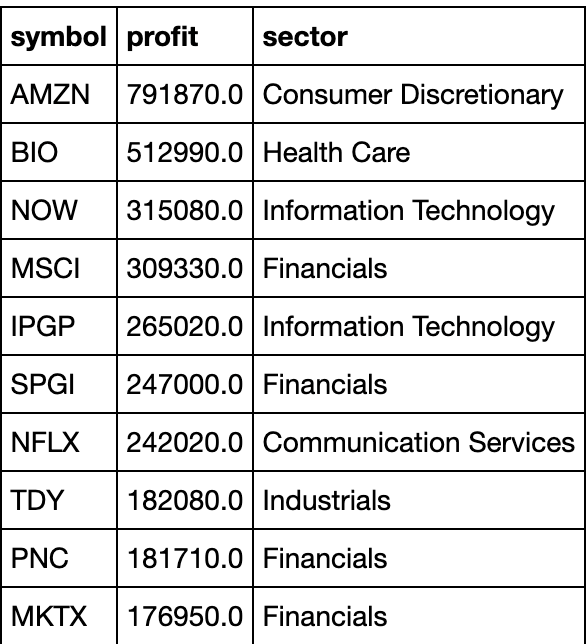 symbol profit sector
AMZN 791870.0 Consumer Discretionary
BIO 512990.0 Health Care
NOW 315080.0 Information Technology
MSCI 309330.0 Financials
IPGP 265020.0 Information Technology
SPGI 247000.0 Financials
NFLX 242020.0 Communication Services
TDY 182080.0 Industrials
PNC 181710.0 Financials
MKTX 176950.0 Financials